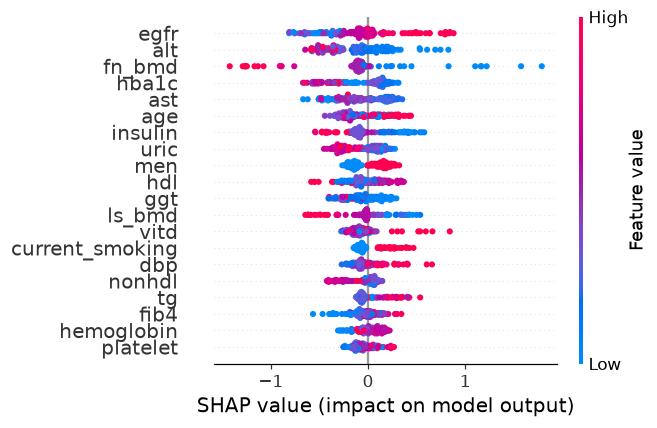 High
egfr
alt
fn_bmd
hba1c
ast
age
insulin
uric
men
hdl
ggt
ls_bmd
vitd
current_smoking
dbp
nonhdl
tg
fib4
hemoglobin
platelet
Feature value
Low
−1 0 1
SHAP value (impact on model output)